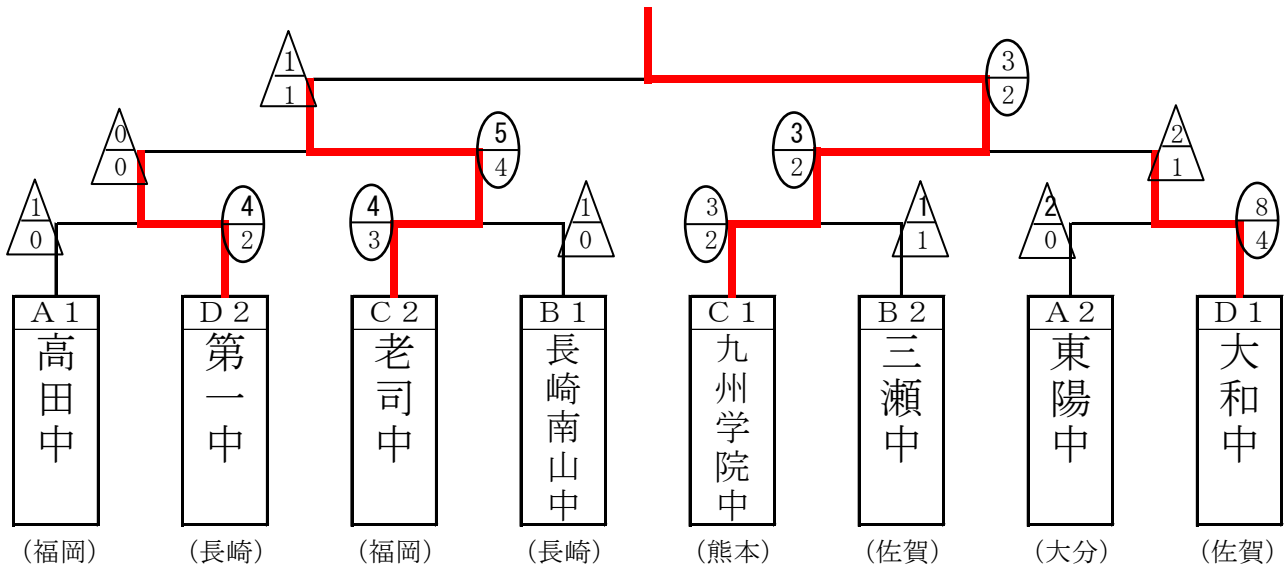 1
1
3
2
0
0
5
4
3
2
2
1
1
0
4
2
4
3
1
0
3
2
1
1
2
0
8
4
A1
D2
C2
B1
C1
B2
A2
D1
高田中
第一中
老司中
長崎南山中
九州学院中
三瀬中
東陽中
大和中
(福岡)
(長崎)
(福岡)
(長崎)
(熊本)
(佐賀)
(大分)
(佐賀)